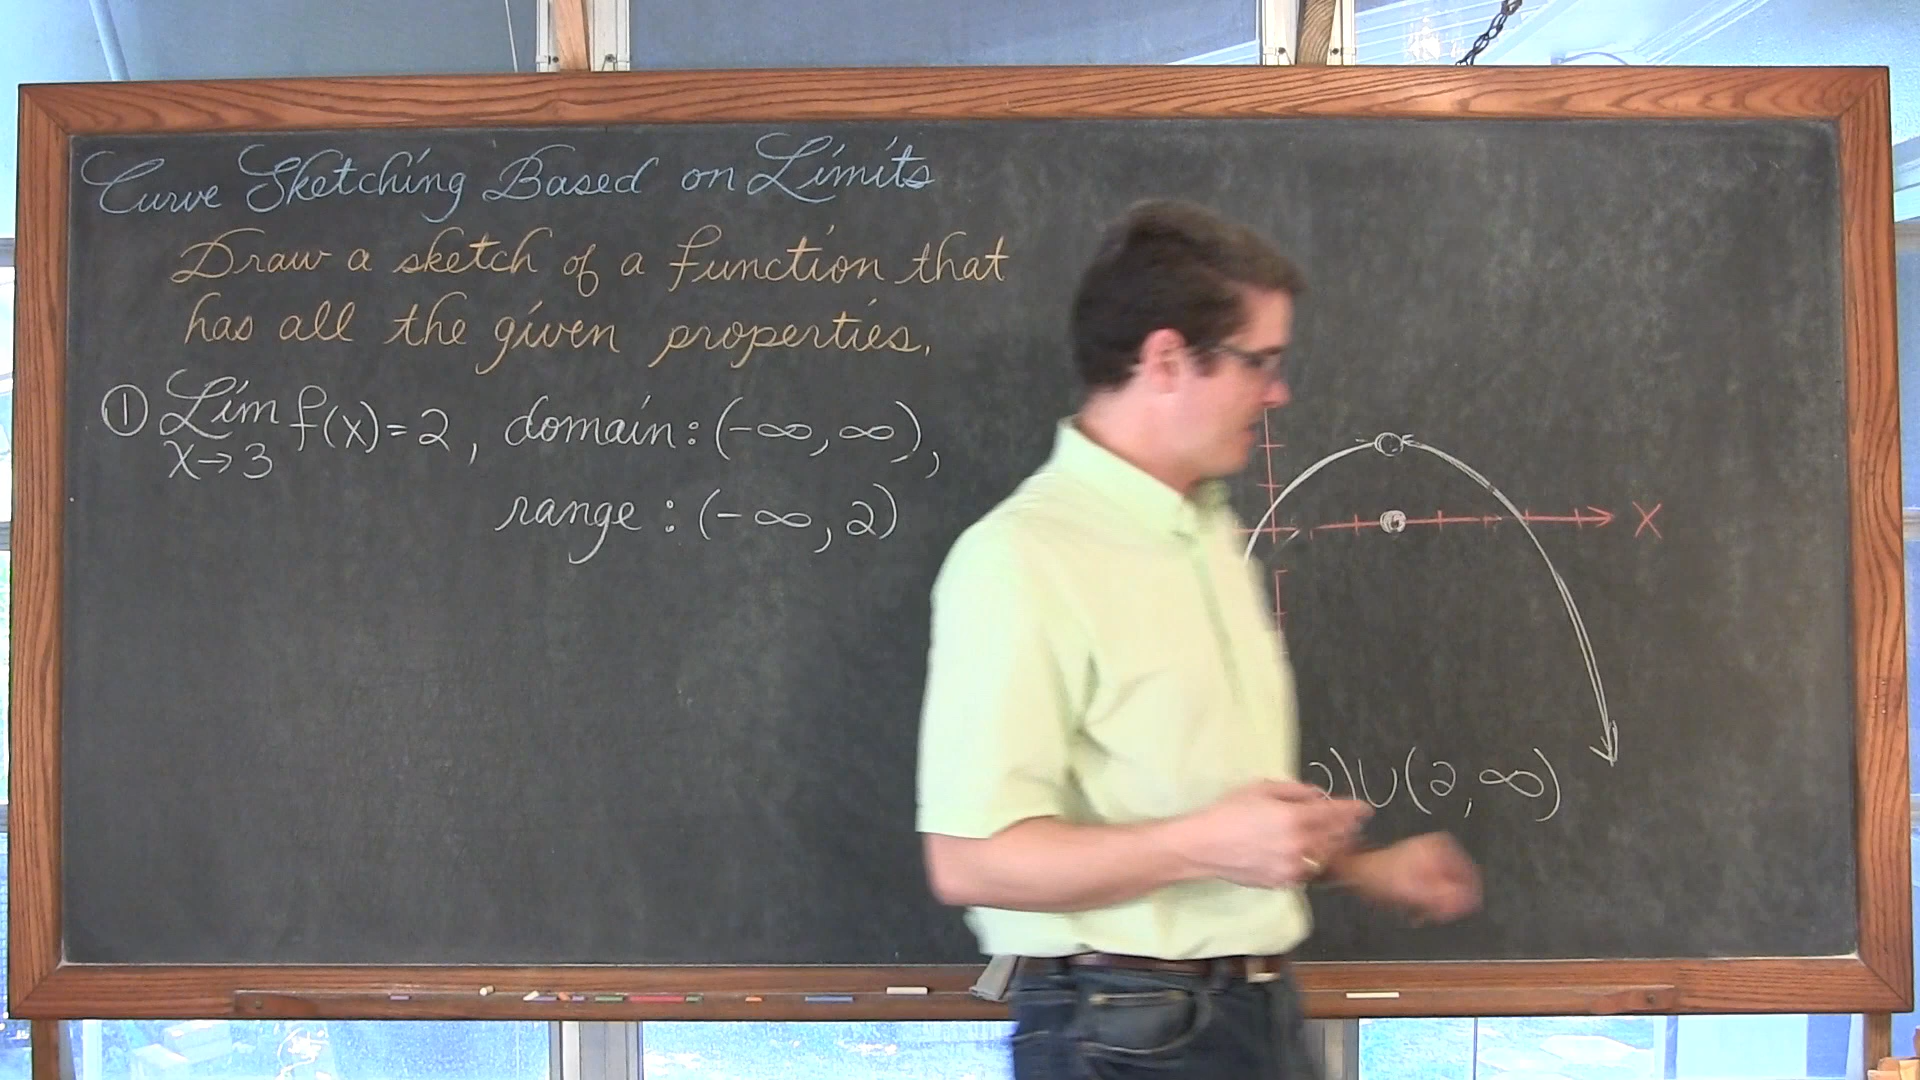 Curve Sketching Based on Limits
Draw a sketch of a function that
has all the given properties.
① Lim f(x)=2, domain: (-∞,∞),
x→3
range: (-∞,2)
X
2)∪(2,∞)